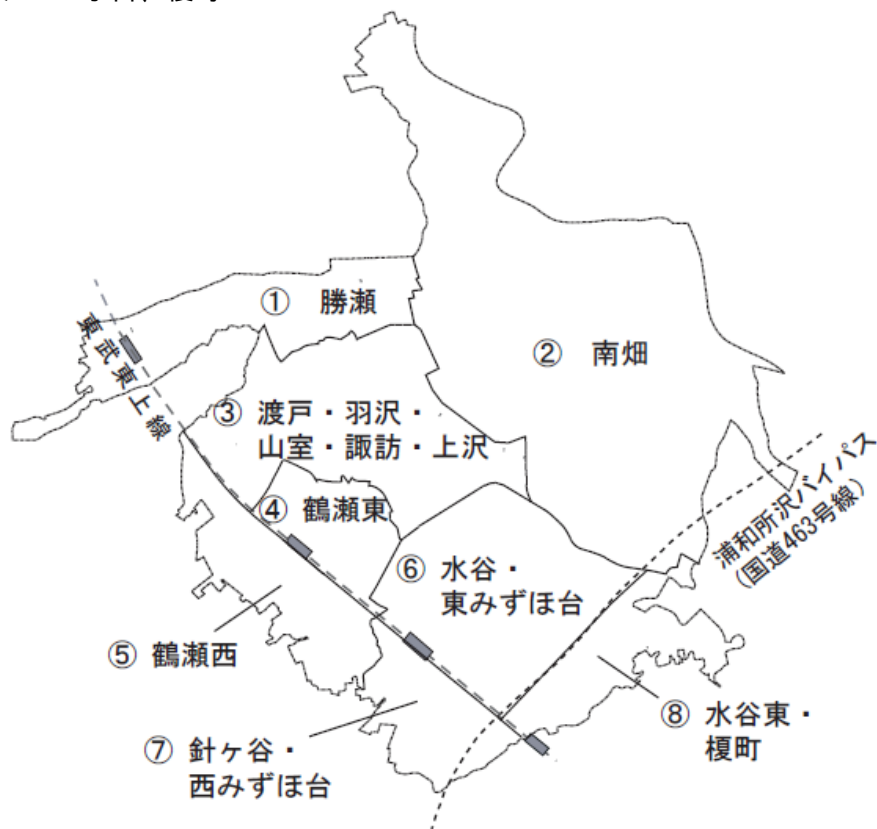 ① 勝瀬
② 南畑
東武東上線
③ 渡戸・羽沢・
山室・諏訪・上沢
④ 鶴瀬東
浦和所沢バイパス
(国道463号線)
⑥ 水谷・
東みずほ台
⑤ 鶴瀬西
⑧ 水谷東・
榎町
⑦ 針ヶ谷・
西みずほ台